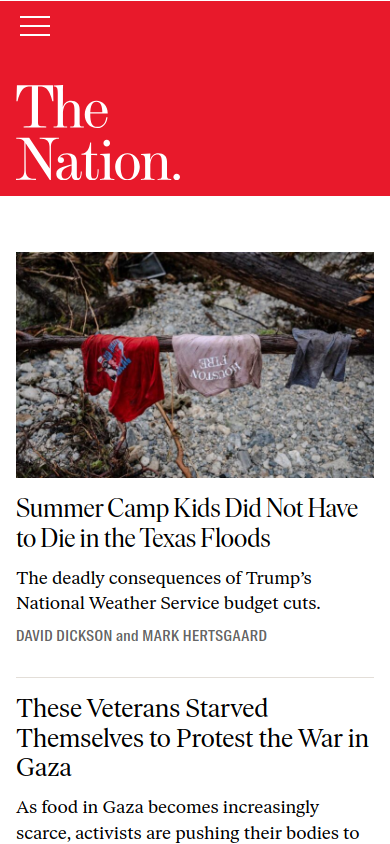 The
Nation.
HOUSTON
FIRE
Summer Camp Kids Did Not Have
to Die in the Texas Floods
The deadly consequences of Trump’s
National Weather Service budget cuts.
DAVID DICKSON and MARK HERTSGAARD
These Veterans Starved
Themselves to Protest the War in
Gaza
As food in Gaza becomes increasingly
scarce, activists are pushing their bodies to